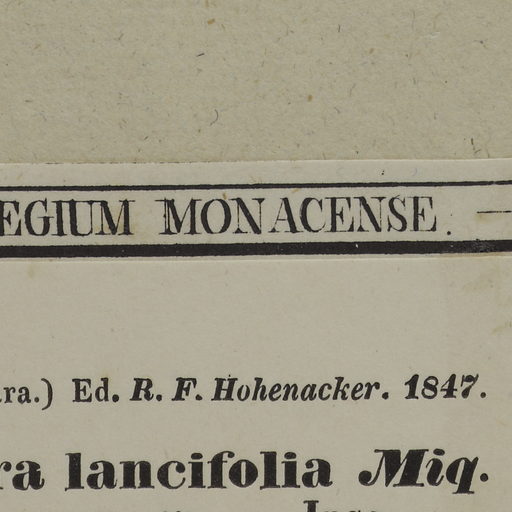 EGIUM MONACENSE. —
ra.) Ed. R. F. Hohenacker. 1847.
ra lancifolia Miq.